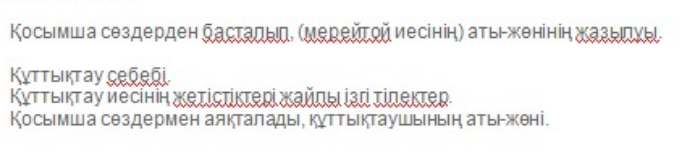 Қосымша сөздерден басталып, (мерейтой иесінің) аты-жөнінің жазылуы.
Құттықтау себебі.
Құттықтау иесінің жетістіктері жайлы ізгі тілектер.
Қосымша сөздермен аяқталады, құттықтаушының аты-жөні.